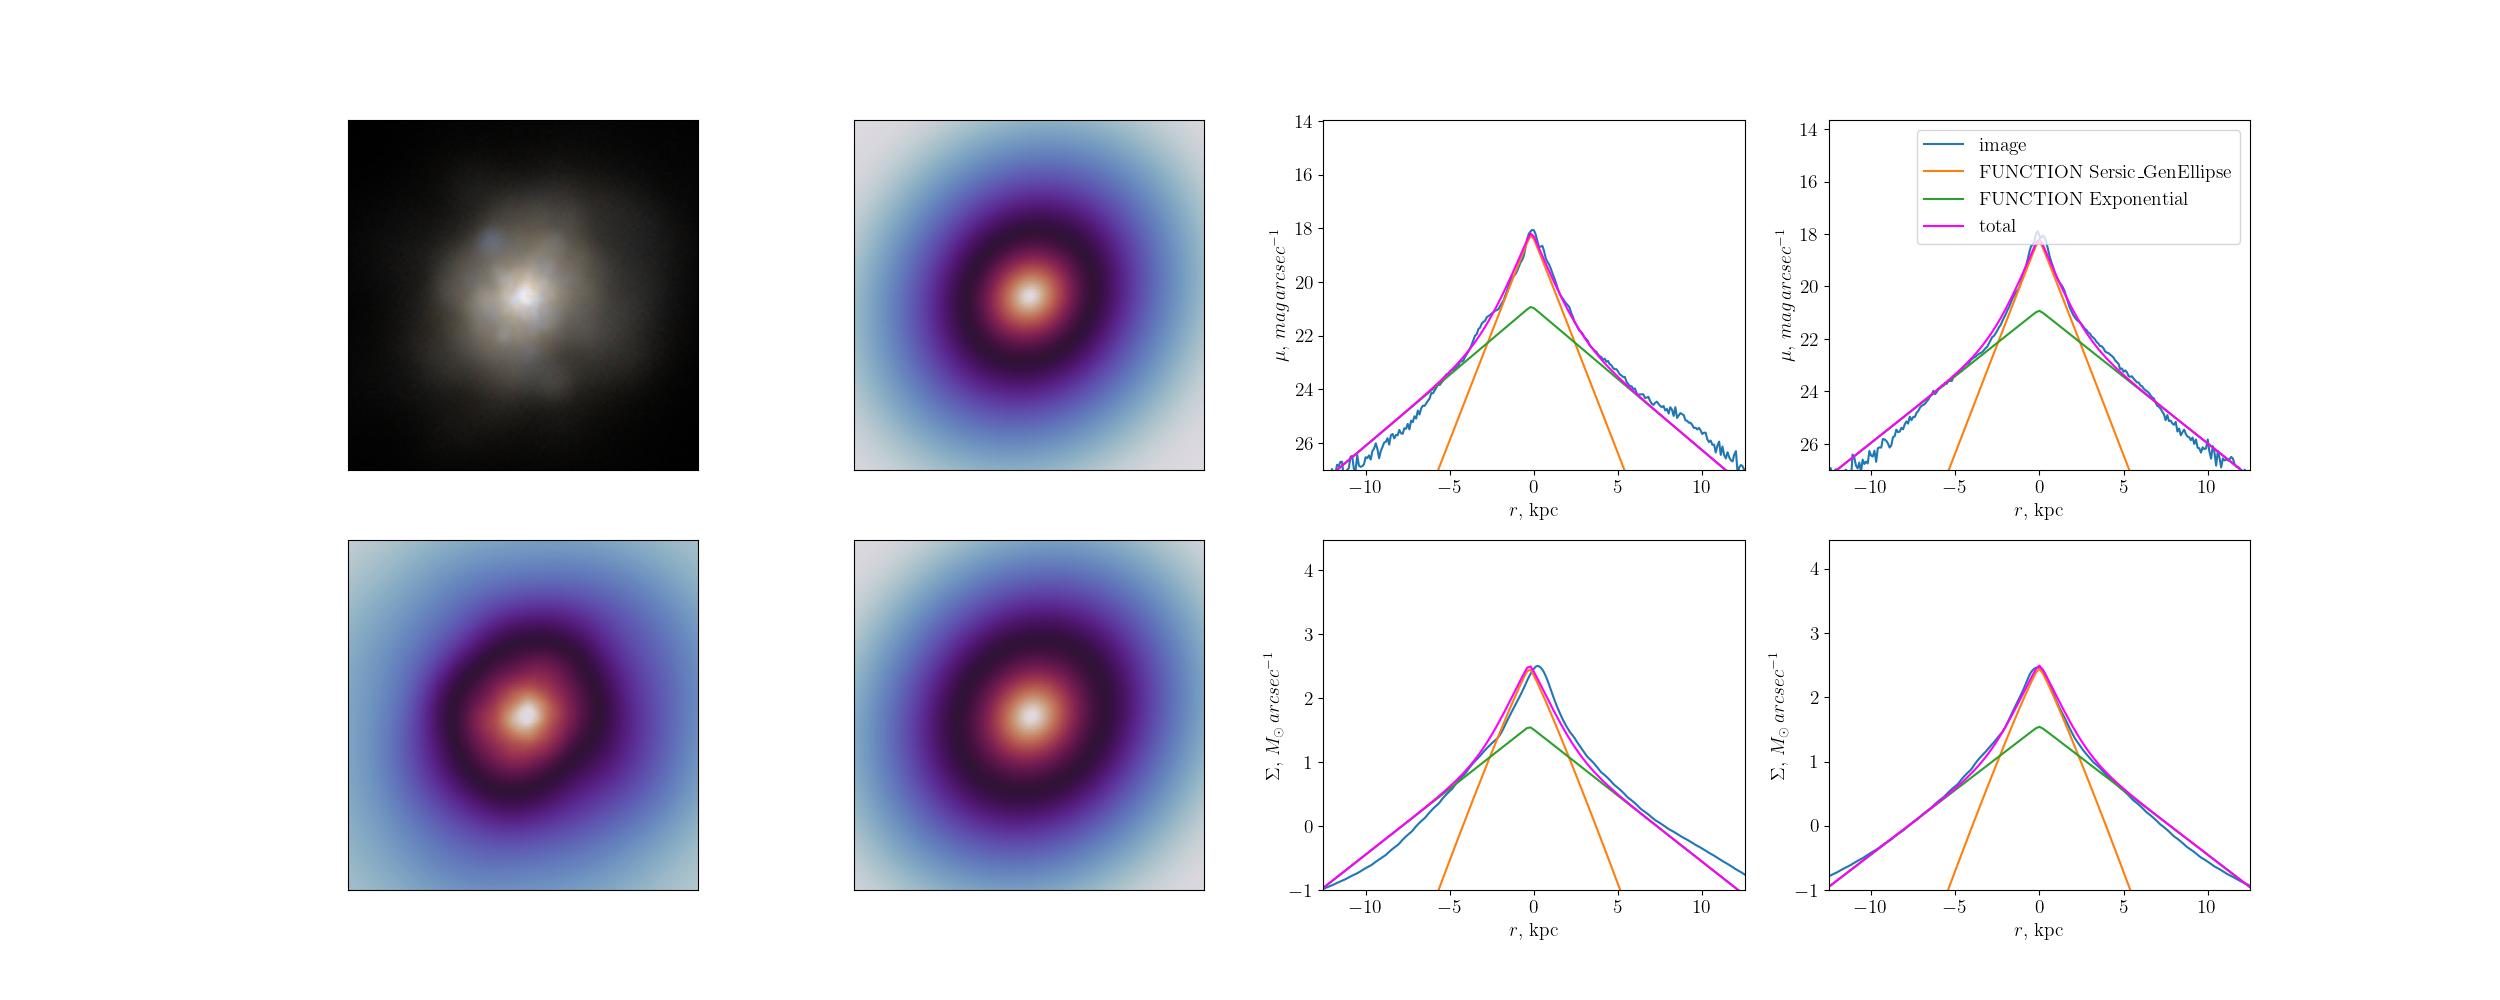 14
16
18
20
22
24
26
μ, mag arcsec⁻¹
−10 −5 0 5 10
r, kpc
14
16
18
20
22
24
26
μ, mag arcsec⁻¹
−10 −5 0 5 10
r, kpc
image
FUNCTION Sersic_GenEllipse
FUNCTION Exponential
total
4
3
2
1
0
−1
Σ, M⊙ arcsec⁻¹
−10 −5 0 5 10
r, kpc
4
3
2
1
0
−1
Σ, M⊙ arcsec⁻¹
−10 −5 0 5 10
r, kpc